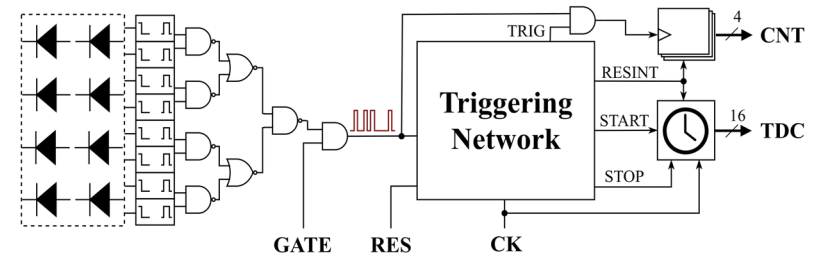 4
CNT
TRIG
RESINT
Triggering
Network
START
16
TDC
STOP
GATE
RES
CK